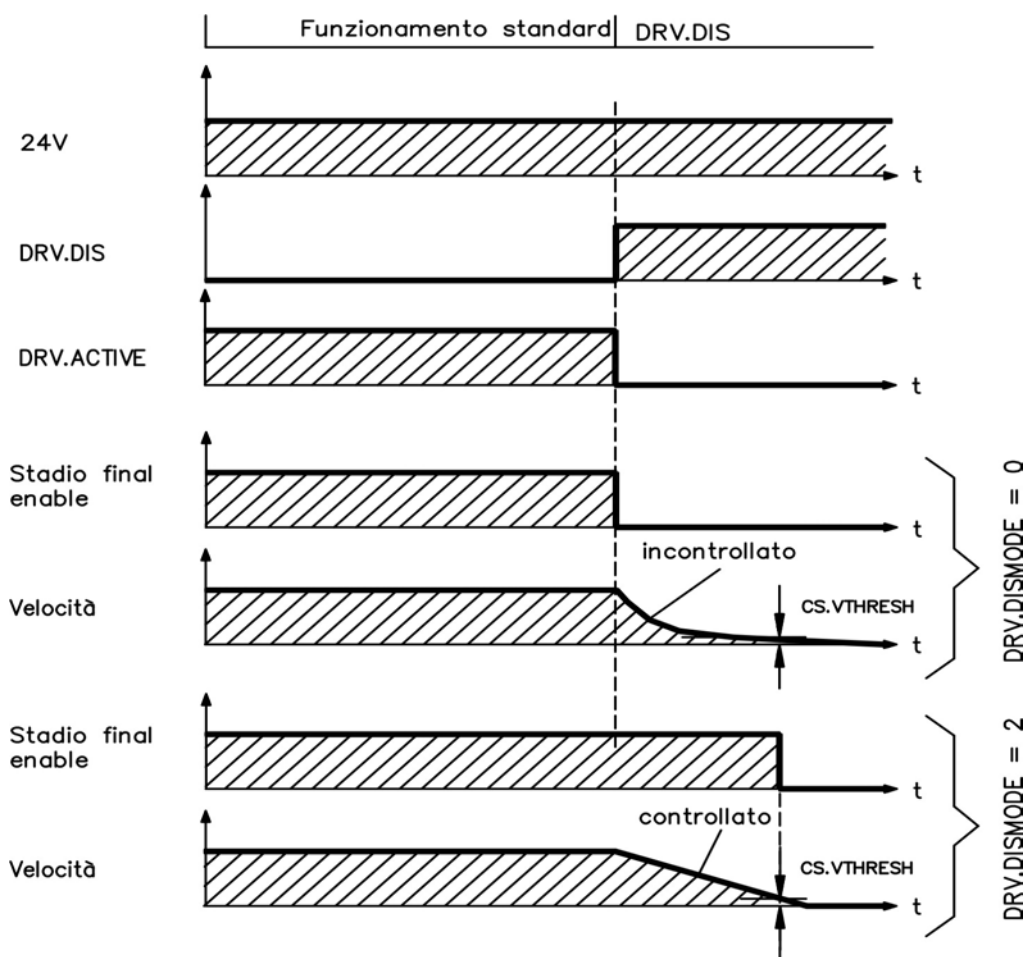 Funzionamento standard DRV.DIS
24V
t
DRV.DIS
t
DRV.ACTIVE
t
Stadio final
enable
t
incontrollato
Velocità
CS.VTHRESH
t
DRV.DISMODE = 0
Stadio final
enable
t
controllato
Velocità
CS.VTHRESH
t
DRV.DISMODE = 2